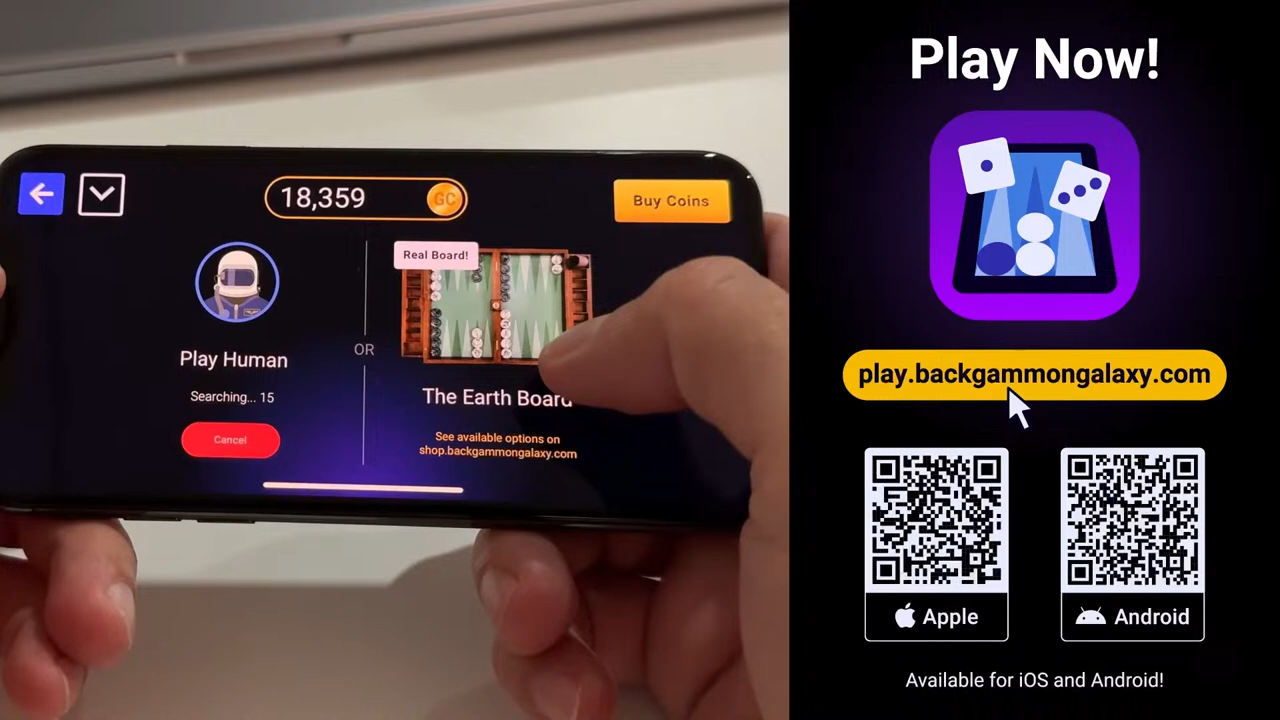 18,359
GC
Buy Coins
Real Board!
Play Human
OR
Searching... 15
The Earth Board
Cancel
See available options on
shop.backgammongalaxy.com
Play Now!
play.backgammongalaxy.com
Apple
Android
Available for iOS and Android!